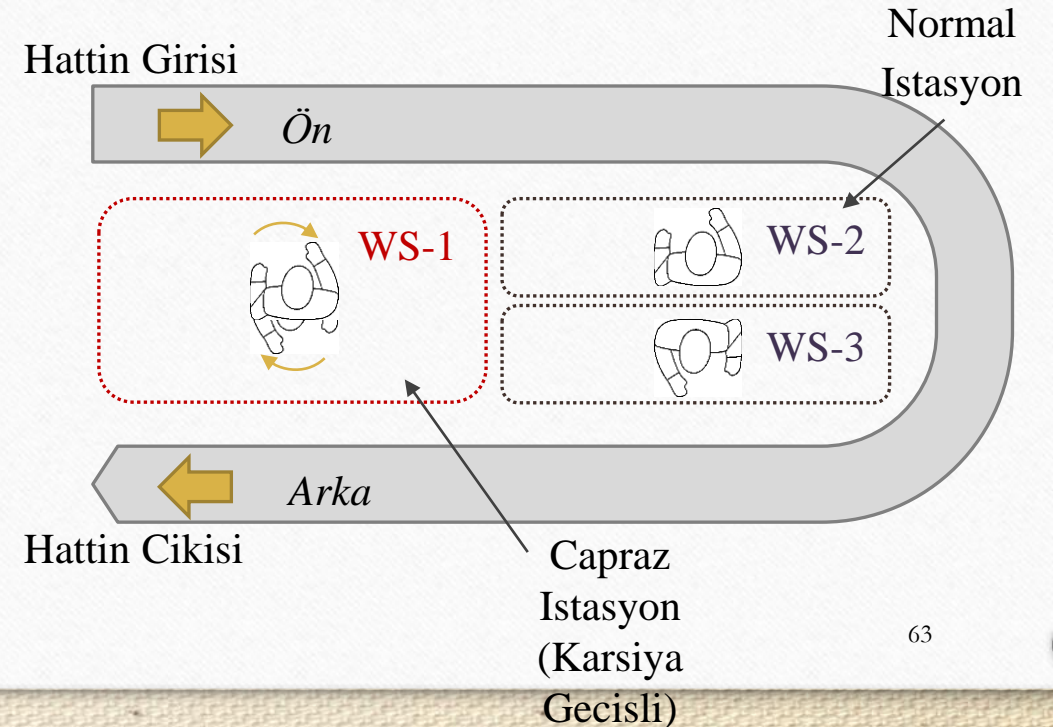 Normal
Istasyon
Hattin Girisi
Ön
WS-1
WS-2
WS-3
Arka
Hattin Cikisi
Capraz
Istasyon
(Karsiya
Gecisli)
63